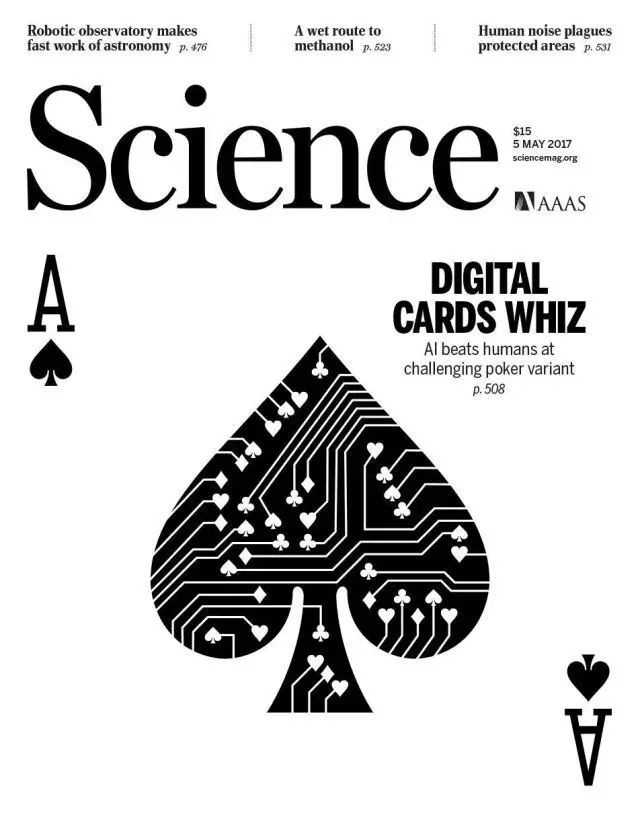 Robotic observatory makes
fast work of astronomy p. 476
A wet route to
methanol p. 523
Human noise plagues
protected areas p. 531
Science
$15
5 MAY 2017
sciencemag.org
AAAS
A
DIGITAL
CARDS WHIZ
AI beats humans at
challenging poker variant
p. 508
A